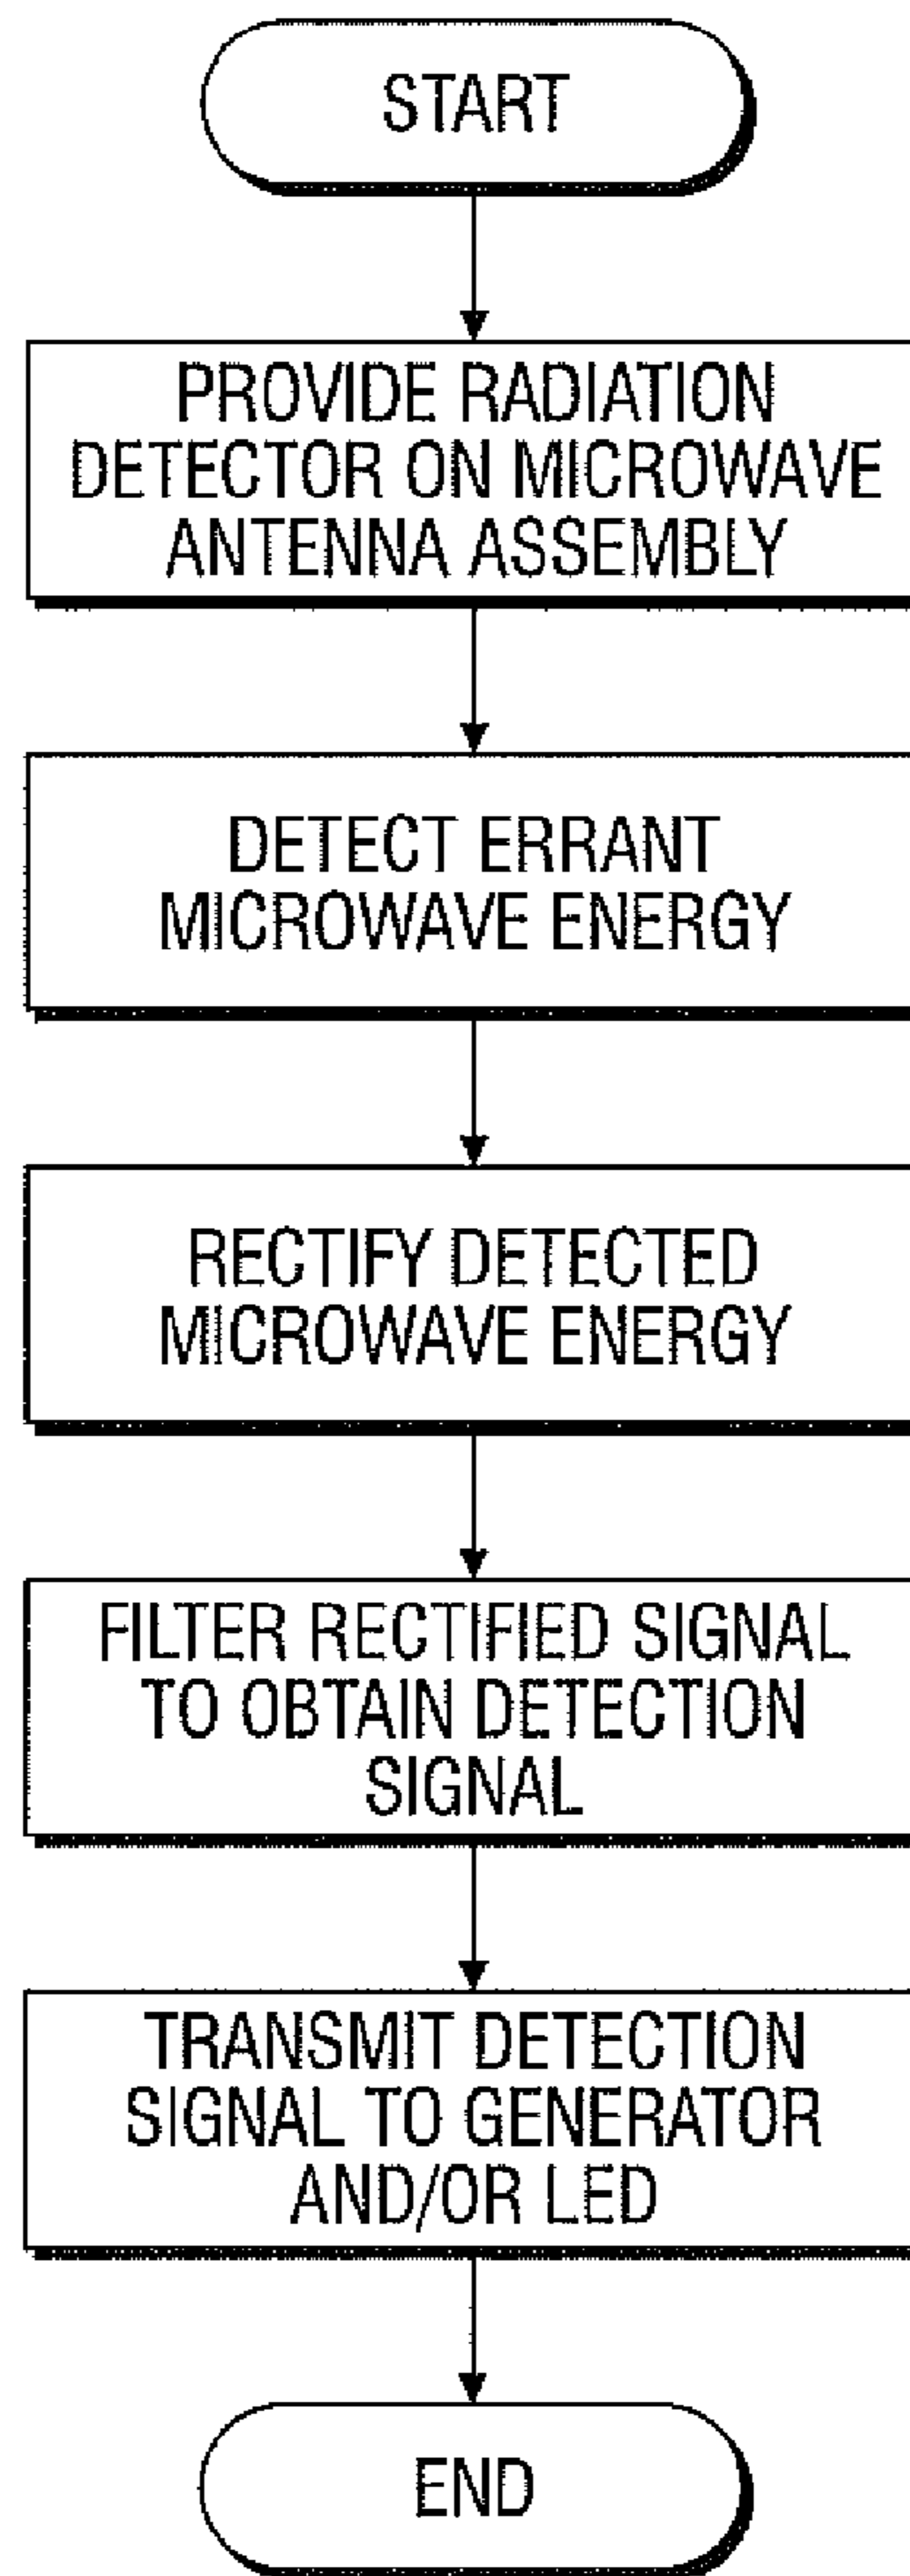 START
PROVIDE RADIATION
DETECTOR ON MICROWAVE
ANTENNA ASSEMBLY
DETECT ERRANT
MICROWAVE ENERGY
RECTIFY DETECTED
MICROWAVE ENERGY
FILTER RECTIFIED SIGNAL
TO OBTAIN DETECTION
SIGNAL
TRANSMIT DETECTION
SIGNAL TO GENERATOR
AND/OR LED
END